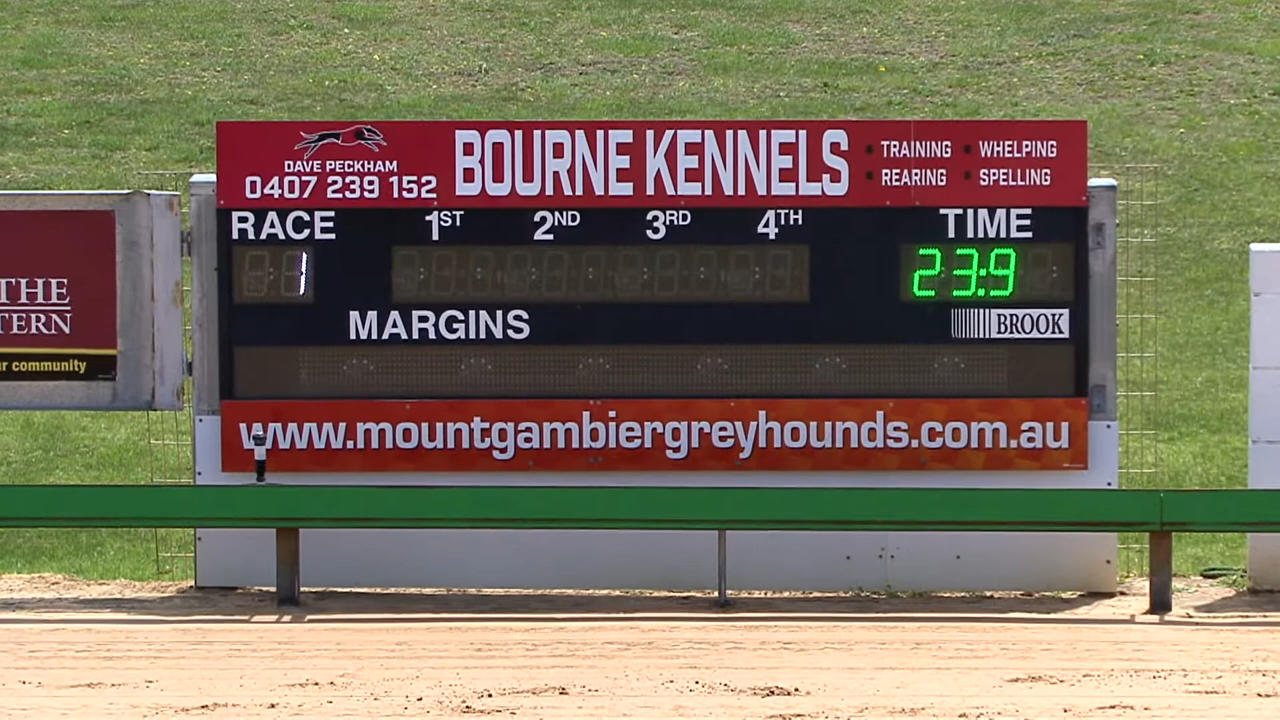 DAVE PECKHAM
0407 239 152
BOURNE KENNELS
TRAINING
WHELPING
REARING
SPELLING
RACE
1ST
2ND
3RD
4TH
TIME
1
23:9
MARGINS
BROOK
www.mountgambiergreyhounds.com.au
THE
TERN
r community